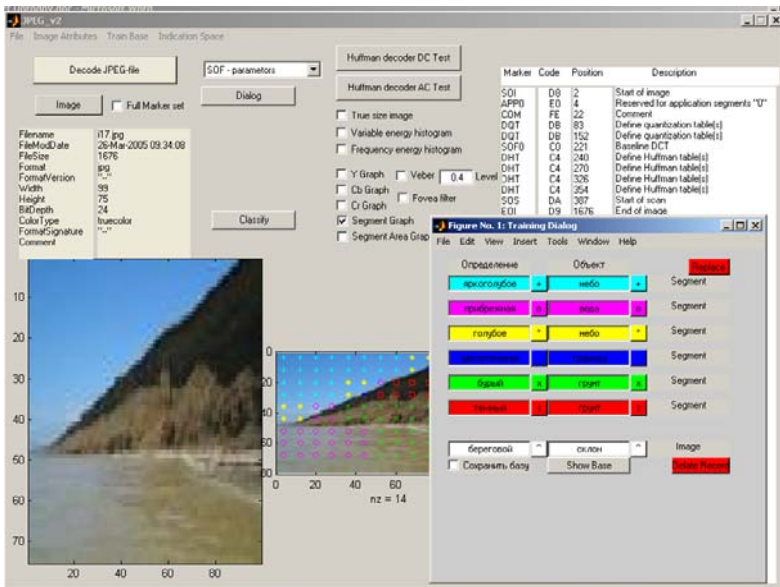 JPEG_v2
File Image Attributes Train Base Indication Space
Decode JPEG-file
SOF - parametors
Huffman decoder DC Test
Image
Full Marker set
Dialog
Huffman decoder AC Test
True size image
Variable energy histogram
Frequency energy histogram
Y Graph
Veber
0.4
Level
Cb Graph
Fovea filter
Cr Graph
Segment Graph
Segment Area Grap
Classify
Filename i17.jpg
FileModDate 26-Mar-2005 09:34:08
FileSize 1676
Format jpg
FormatVersion "--"
Width 99
Height 75
BitDepth 24
ColorType truecolor
FormatSignature "--"
Comment
Marker Code Position Description
SOI D8 2 Start of image
APP0 E0 4 Reserved for application segments "0"
COM FE 22 Comment
DQT DB 83 Define quantization table(s)
DQT DB 152 Define quantization table(s)
SOF0 C0 221 Baseline DCT
DHT C4 240 Define Huffman table(s)
DHT C4 270 Define Huffman table(s)
DHT C4 326 Define Huffman table(s)
DHT C4 354 Define Huffman table(s)
SOS DA 387 Start of scan
EOI D9 1676 End of image
10
20
30
40
50
60
70
20 40 60 80
0
20
40
60
80
0 20 40 60
nz = 14
Figure No. 1: Training Dialog
File Edit View Insert Tools Window Help
Определение Объект Replace
яркоголубое + небо + Segment
прибрежная o вода o Segment
голубое * небо * Segment
Segment
бурый x грунт x Segment
темный грунт Segment
береговой ^ склон ^ Image
Сохранить базу Show Base Delete Record